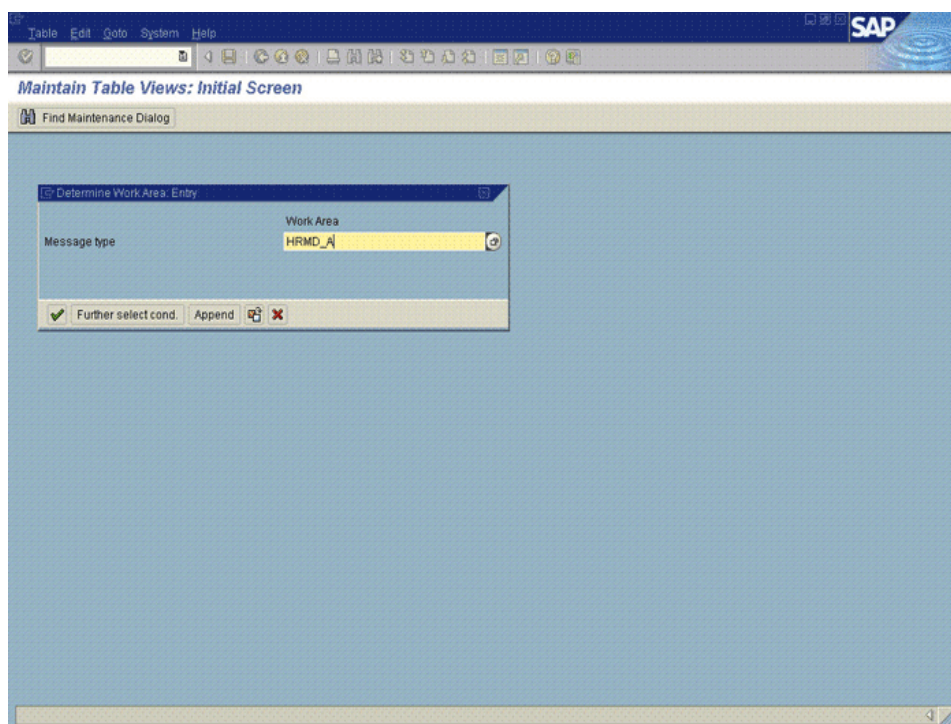 Table Edit Goto System Help
SAP
Maintain Table Views: Initial Screen
Find Maintenance Dialog
Determine Work Area: Entry
Work Area
Message type HRMD_A
Further select cond. Append